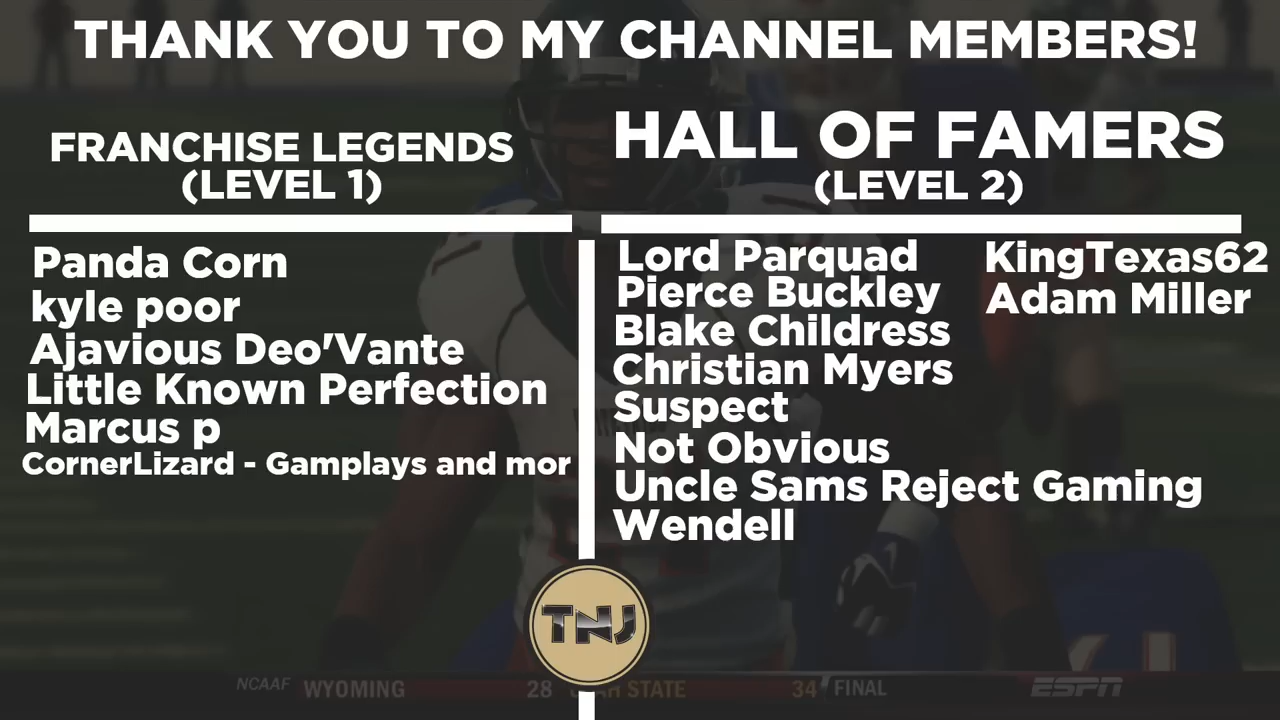 THANK YOU TO MY CHANNEL MEMBERS!
FRANCHISE LEGENDS
(LEVEL 1)
Panda Corn
kyle poor
Ajavious Deo'Vante
Little Known Perfection
Marcus p
CornerLizard - Gamplays and mor
HALL OF FAMERS
(LEVEL 2)
Lord Parquad
Pierce Buckley
Blake Childress
Christian Myers
Suspect
Not Obvious
Uncle Sams Reject Gaming
Wendell
KingTexas62
Adam Miller
TNJ
NCAAF WYOMING 28 UTAH STATE 34 FINAL ESPN